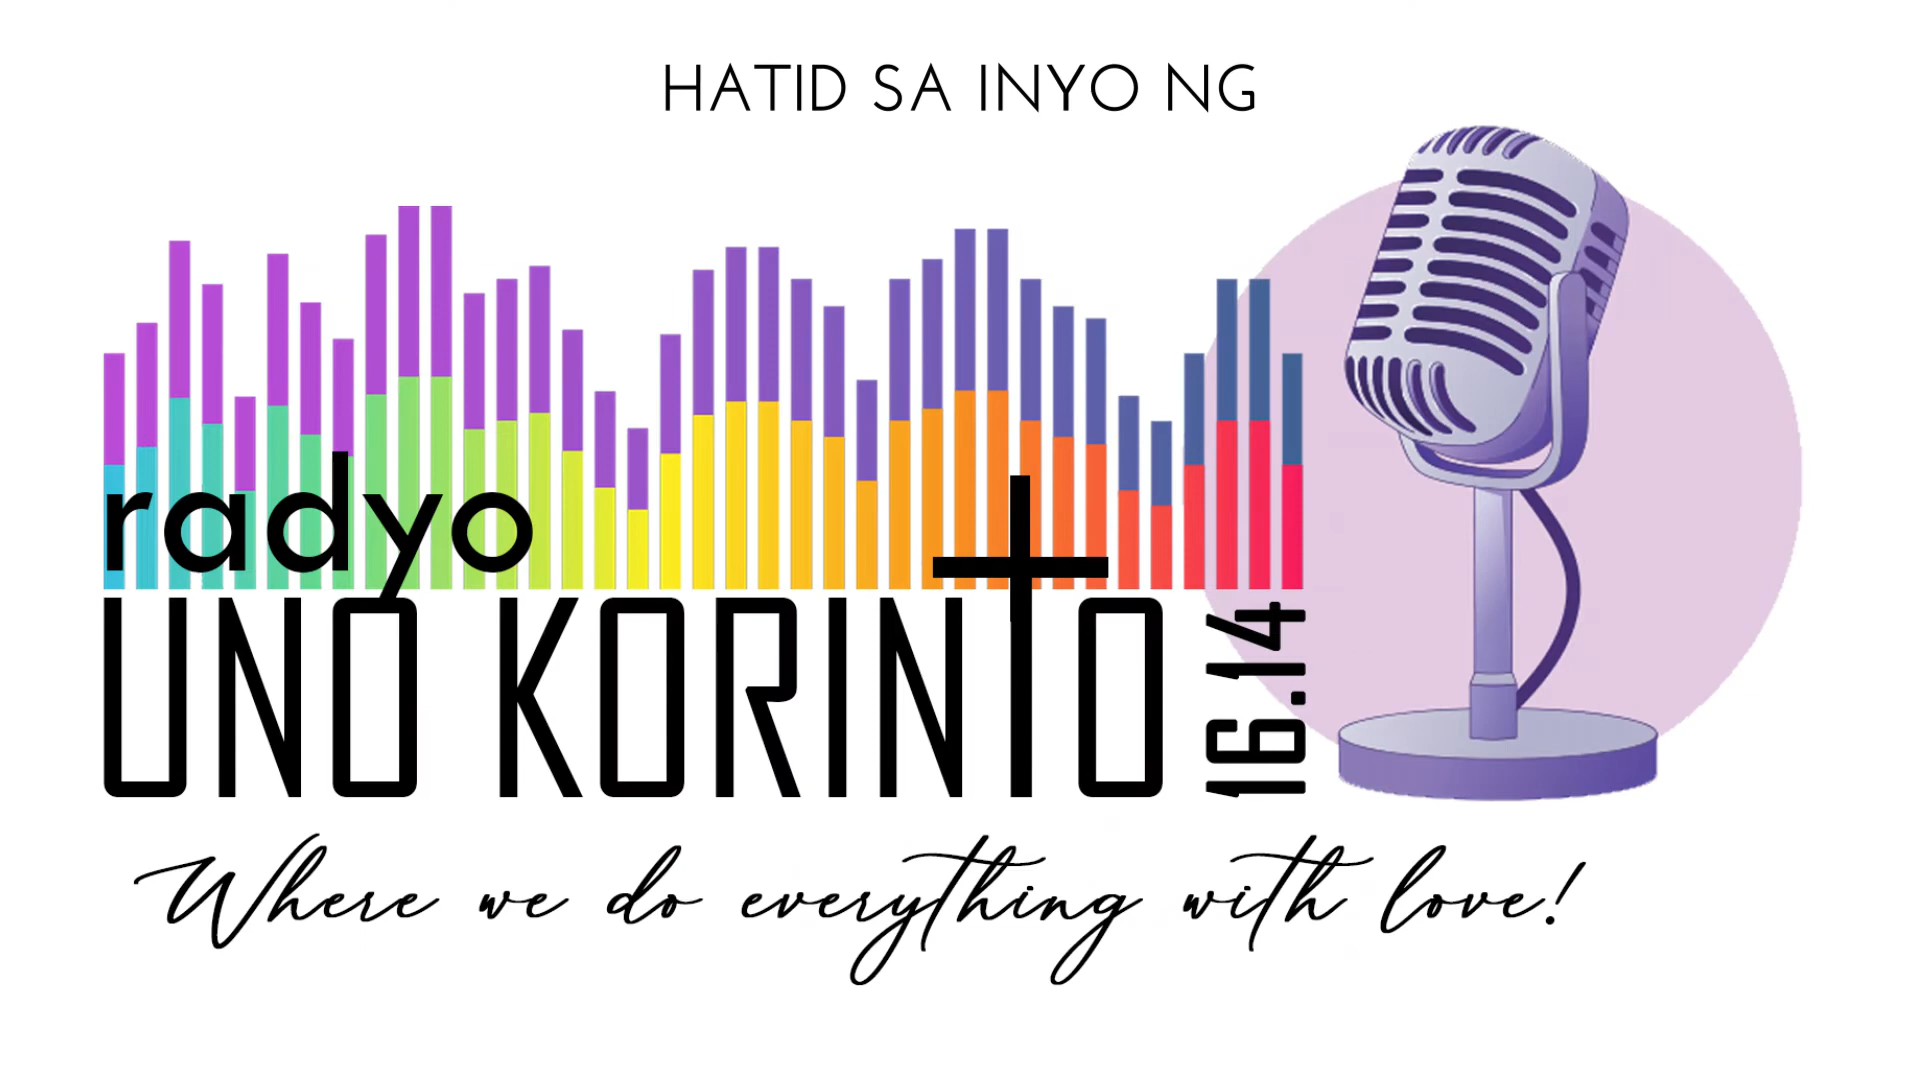 HATID SA INYO NG
radyo
UNO KORINTO 16.14
Where we do everything with love!